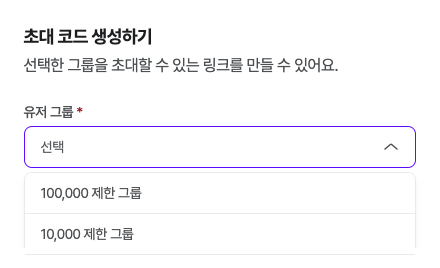 초대 코드 생성하기
선택한 그룹을 초대할 수 있는 링크를 만들 수 있어요.
유저 그룹 *
선택
100,000 제한 그룹
10,000 제한 그룹